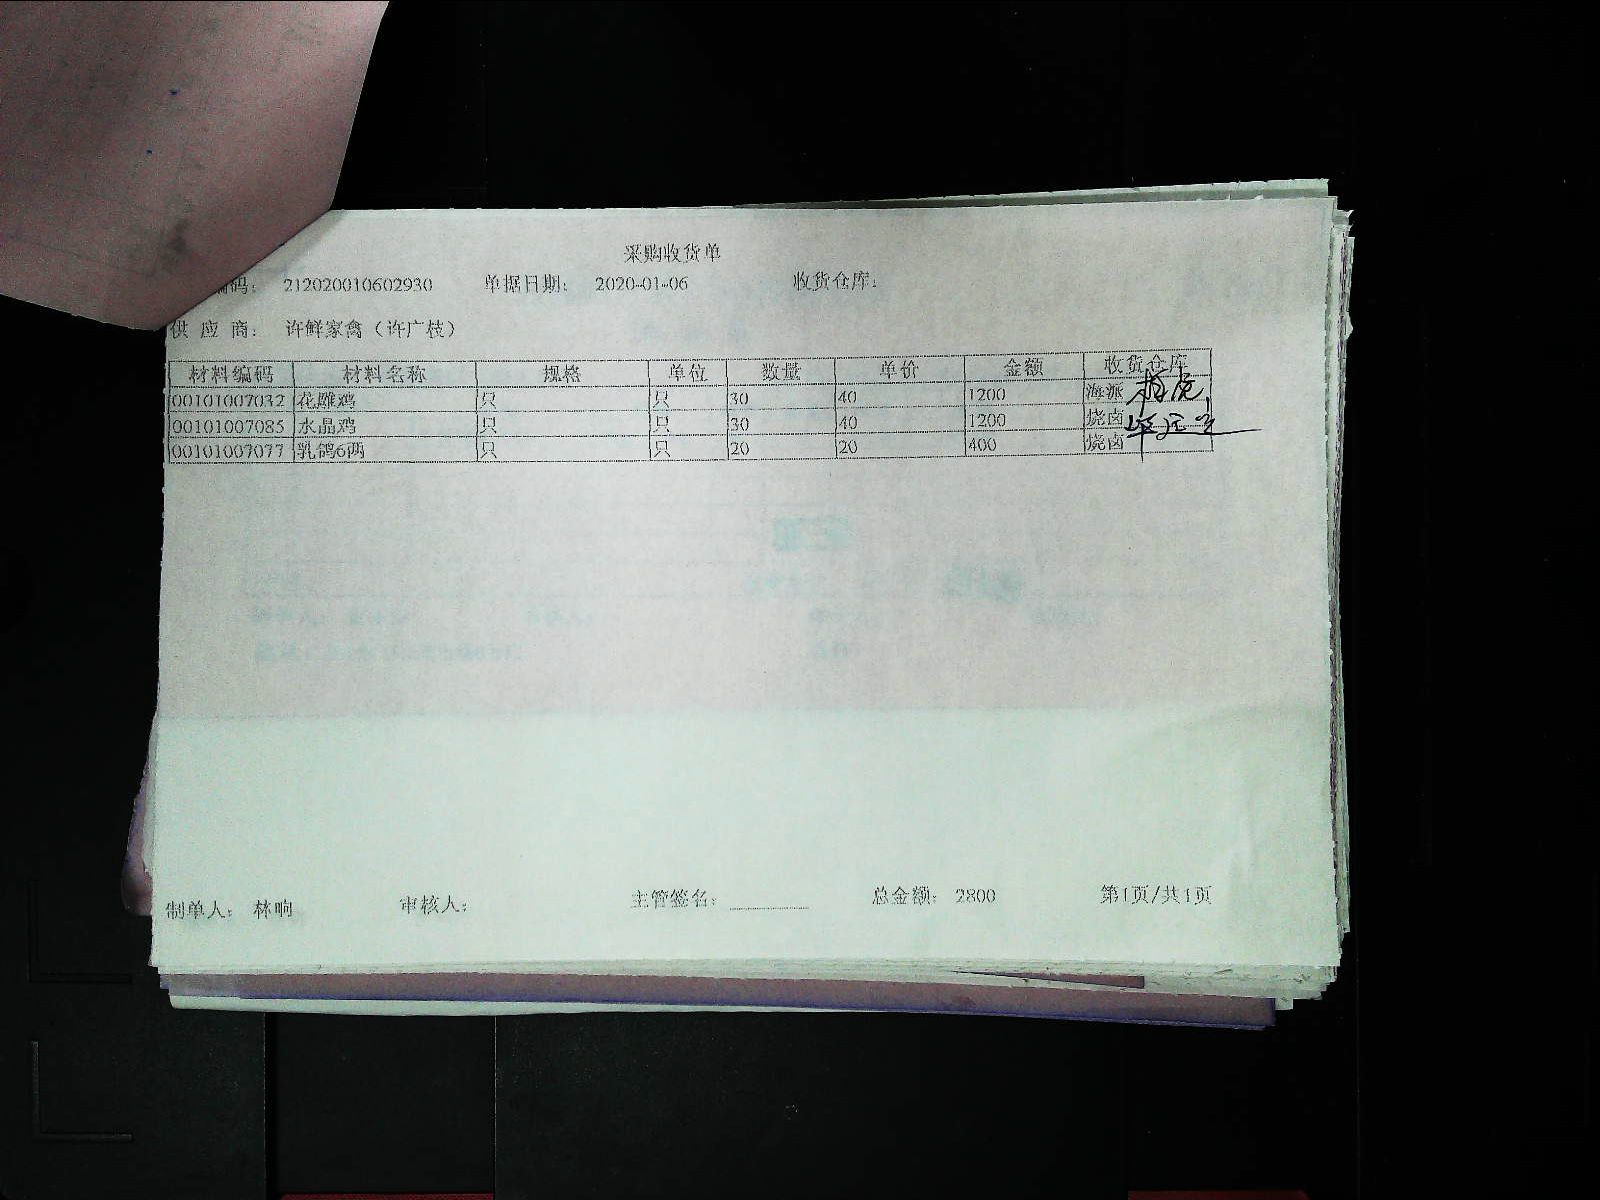 采购收货单
编码： 212020010602930 单据日期： 2020-01-06 收货仓库：
供 应 商： 许鲜家禽（许广枝）
材料编码 材料名称 规格 单位 数量 单价 金额 收货仓库
00101007032 花雕鸡 只 只 30 40 1200 海派
00101007085 水晶鸡 只 只 30 40 1200 烧卤
00101007077 乳鸽6两 只 只 20 20 400 烧卤
制单人： 林响 审核人： 主管签名： 总金额： 2800 第1页/共1页